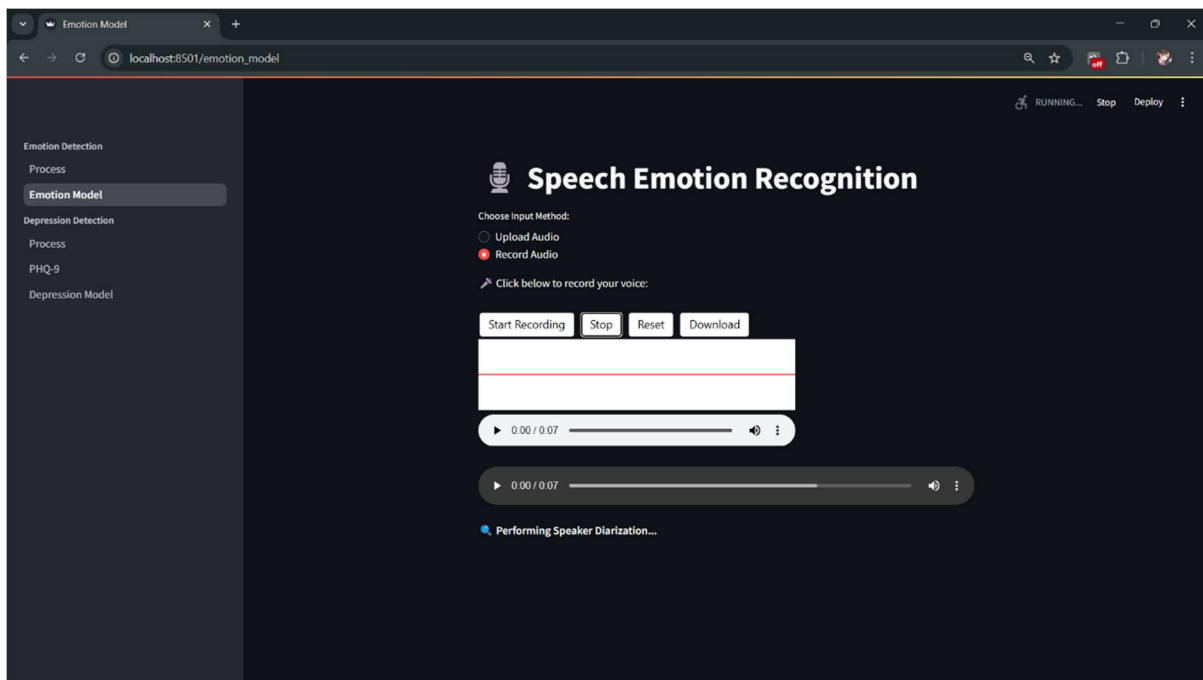 Emotion Model
localhost:8501/emotion_model
off
RUNNING... Stop Deploy
Emotion Detection
Process
Emotion Model
Depression Detection
Process
PHQ-9
Depression Model
Speech Emotion Recognition
Choose Input Method:
Upload Audio
Record Audio
Click below to record your voice:
Start Recording Stop Reset Download
0:00 / 0:07
0:00 / 0:07
Performing Speaker Diarization...